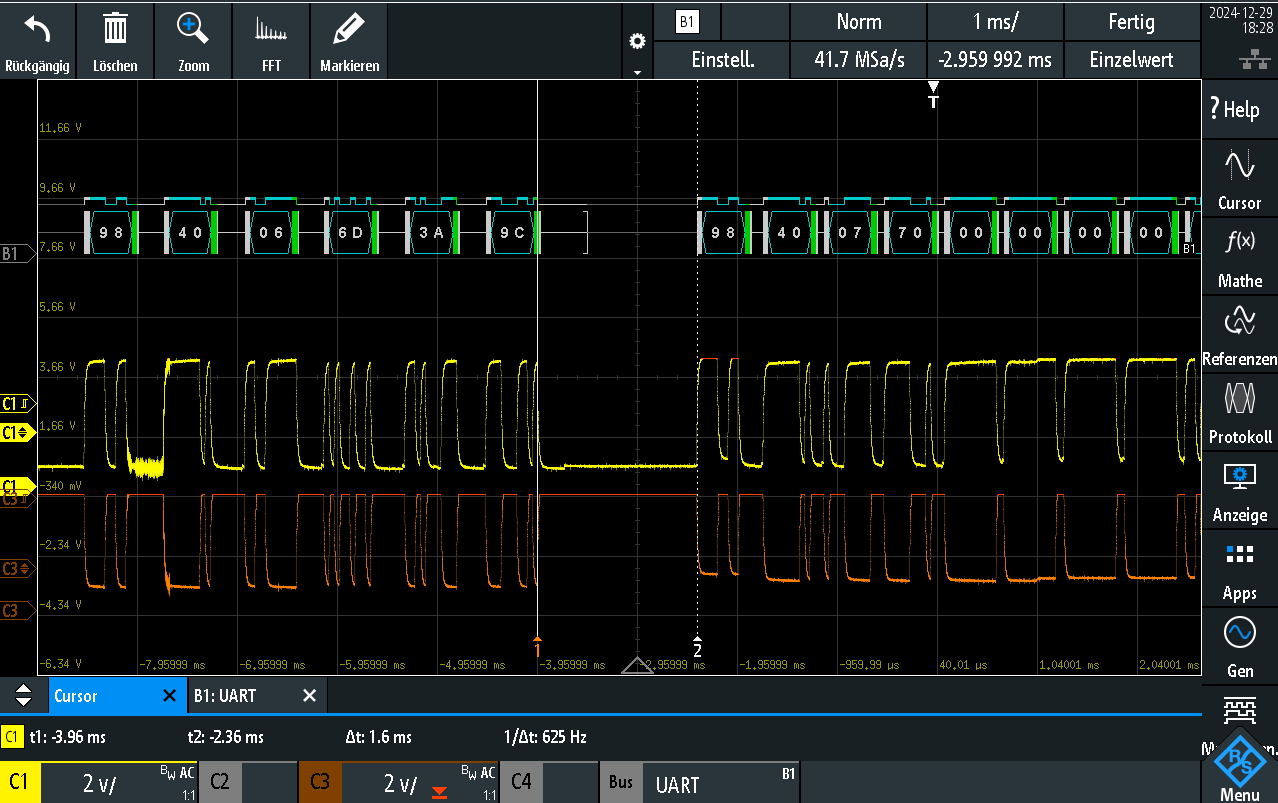 B1 Norm 1 ms/ Fertig 2024-12-29
18:28
Rückgängig Löschen Zoom FFT Markieren Einstell. 41.7 MSa/s -2.959 992 ms Einzelwert
T
? Help
11.66 V
9.66 V
Cursor
98 40 06 6D 3A 9C 98 40 07 70 00 00 00 00
B1
7.66 V
B1
f(x)
Mathe
5.66 V
3.66 V
Referenzen
C1
1.66 V
C1
Protokoll
C1
-340 mV
C3
Anzeige
-2.34 V
C3
Apps
-4.34 V
C3
1 2
-6.34 V -7.95999 ms -6.95999 ms -5.95999 ms -4.95999 ms -3.95999 ms -2.95999 ms -1.95999 ms -959.99 µs 40.01 µs 1.04001 ms 2.04001 ms
Gen
Cursor B1: UART
C1 t1: -3.96 ms t2: -2.36 ms Δt: 1.6 ms 1/Δt: 625 Hz
C1 2 V/ BW AC 1:1 C2 C3 2 V/ BW AC 1:1 C4 Bus UART B1
R&S
Menu